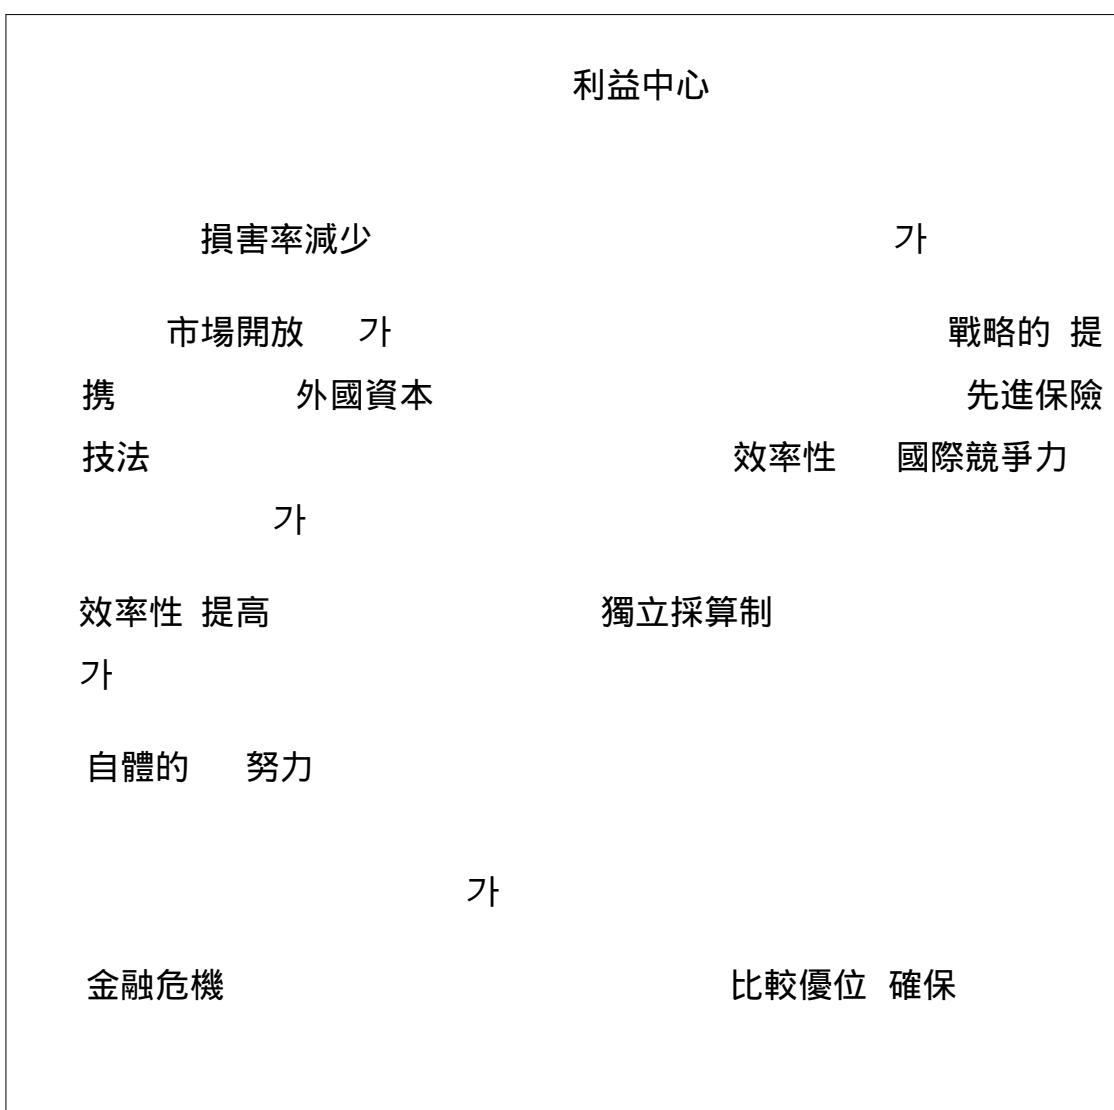 利益中心
損害率減少 가
市場開放 가 戰略的 提
携 外國資本 先進保險
技法 效率性 國際競爭力
가
效率性 提高 獨立採算制
가
自體的 努力
가
金融危機 比較優位 確保